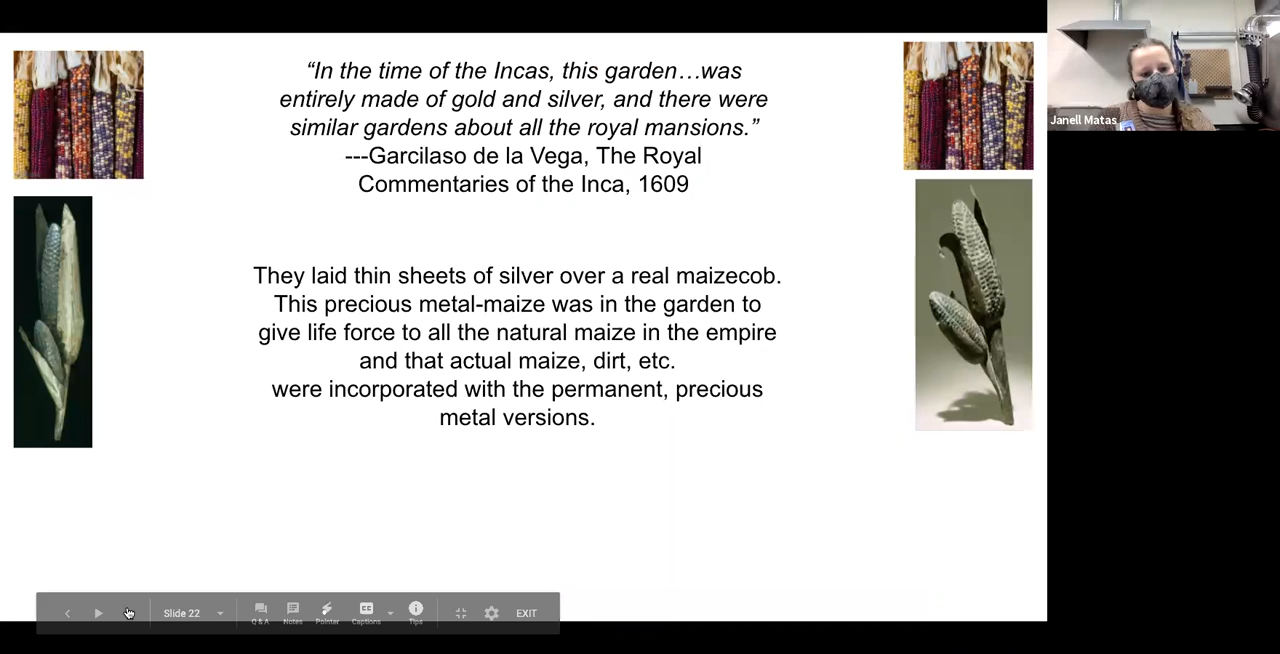 “In the time of the Incas, this garden…was
entirely made of gold and silver, and there were
similar gardens about all the royal mansions.”
---Garcilaso de la Vega, The Royal
Commentaries of the Inca, 1609
They laid thin sheets of silver over a real maizecob.
This precious metal-maize was in the garden to
give life force to all the natural maize in the empire
and that actual maize, dirt, etc.
were incorporated with the permanent, precious
metal versions.
Janell Matas
Slide 22
Q & A
Notes
Pointer
CC
Captions
Tips
EXIT